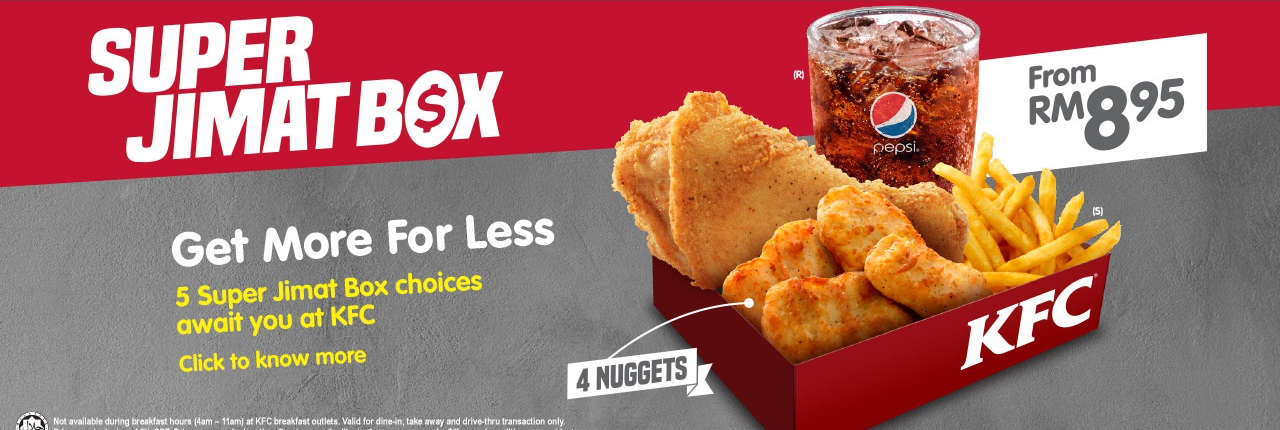 SUPER
JIMAT BOX
(R)
pepsi
From
RM895
(S)
Get More For Less
5 Super Jimat Box choices
await you at KFC
Click to know more
4 NUGGETS
KFC
Not available during breakfast hours (4am – 11am) at KFC breakfast outlets. Valid for dine-in, take away and drive-thru transaction only.